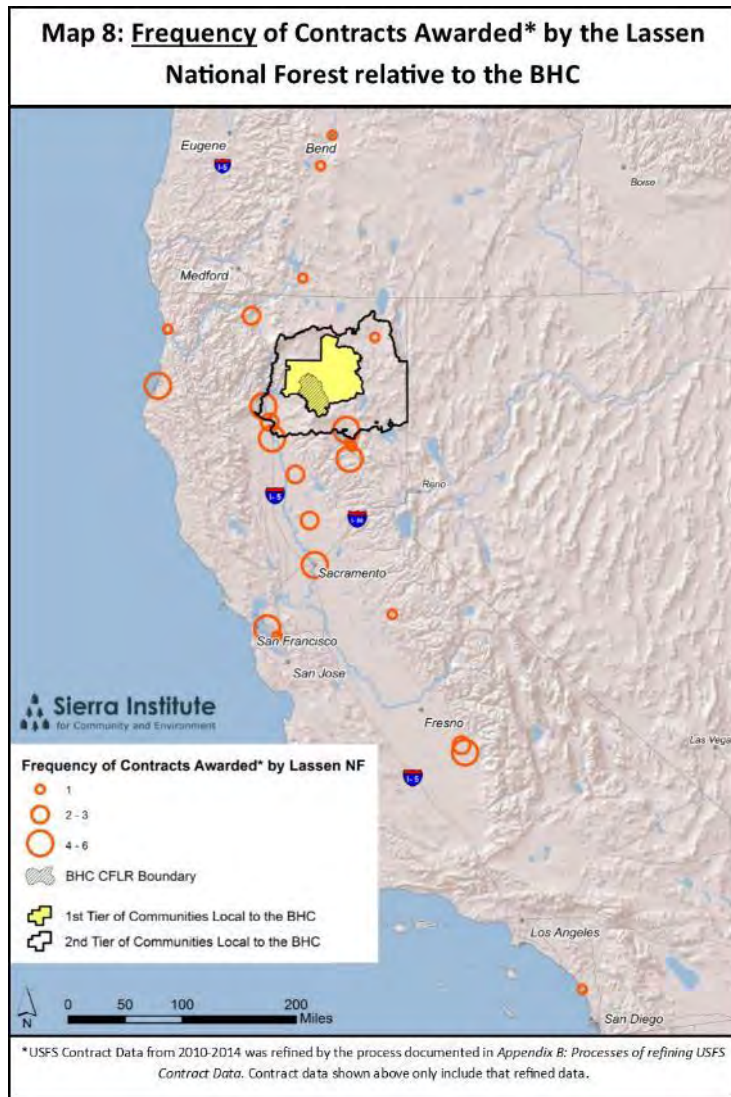 Map 8: Frequency of Contracts Awarded* by the Lassen
National Forest relative to the BHC
Eugene
Bend
I-5
Boise
Medford
Reno
I-5
I-80
Sacramento
San Francisco
San Jose
Sierra Institute
for Community and Environment
Fresno
Las Vega
I-5
Frequency of Contracts Awarded* by Lassen NF
1
2 - 3
4 - 6
BHC CFLR Boundary
1st Tier of Communities Local to the BHC
2nd Tier of Communities Local to the BHC
Los Angeles
San Diego
N
0 50 100 200
Miles
*USFS Contract Data from 2010-2014 was refined by the process documented in Appendix B: Processes of refining USFS
Contract Data. Contract data shown above only include that refined data.